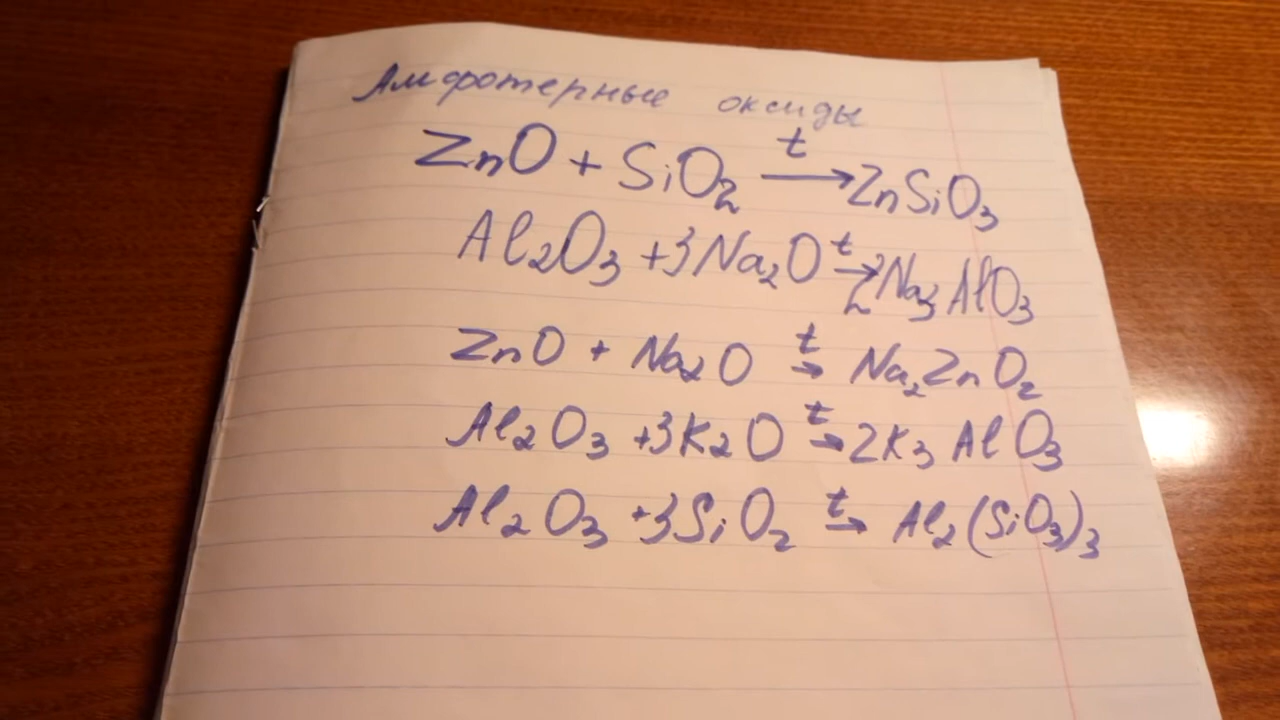 Амфотерные оксиды
ZnO + SiO₂ →ᵗ ZnSiO₃
Al₂O₃ + 3Na₂O →ᵗ 2Na₃AlO₃
ZnO + Na₂O →ᵗ Na₂ZnO₂
Al₂O₃ + 3K₂O →ᵗ 2K₃AlO₃
Al₂O₃ + 3SiO₂ →ᵗ Al₂(SiO₃)₃